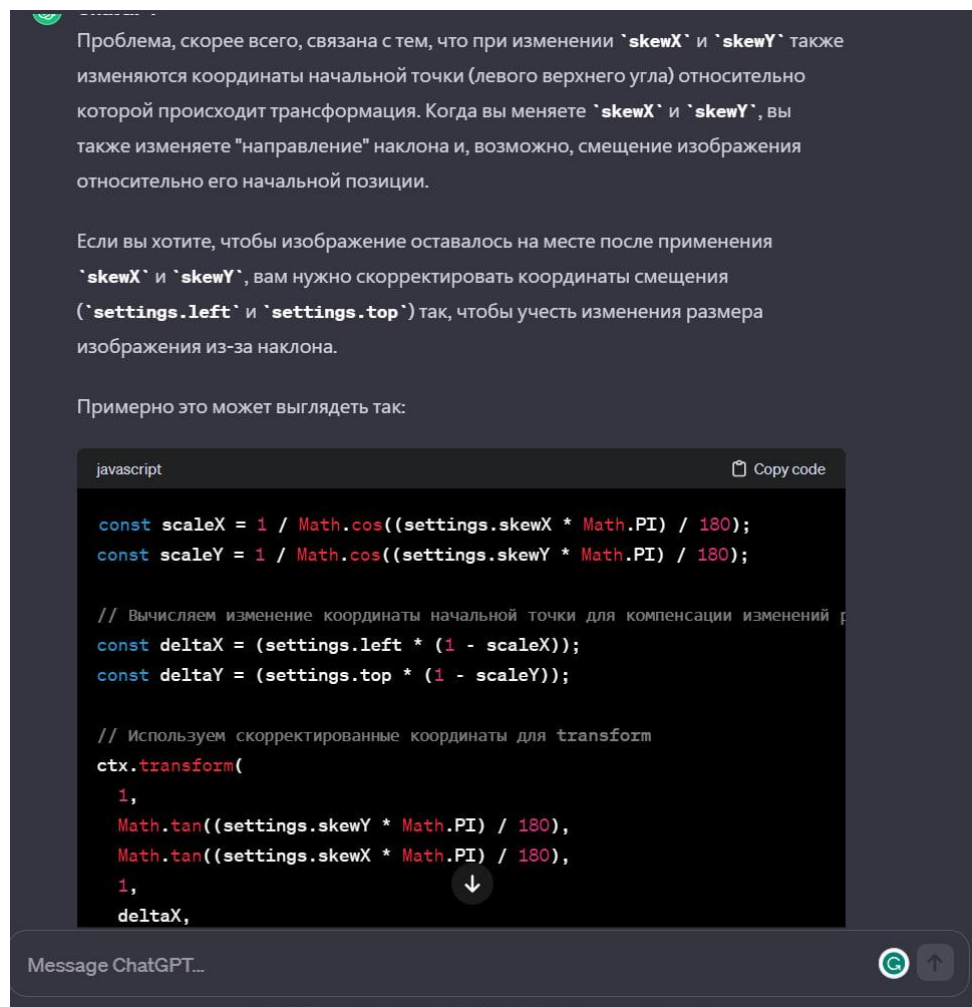 Проблема, скорее всего, связана с тем, что при изменении `skewX` и `skewY` также
изменяются координаты начальной точки (левого верхнего угла) относительно
которой происходит трансформация. Когда вы меняете `skewX` и `skewY`, вы
также изменяете "направление" наклона и, возможно, смещение изображения
относительно его начальной позиции.
Если вы хотите, чтобы изображение оставалось на месте после применения
`skewX` и `skewY`, вам нужно скорректировать координаты смещения
(`settings.left` и `settings.top`) так, чтобы учесть изменения размера
изображения из-за наклона.
Примерно это может выглядеть так:
javascript Copy code
const scaleX = 1 / Math.cos((settings.skewX * Math.PI) / 180);
const scaleY = 1 / Math.cos((settings.skewY * Math.PI) / 180);
// Вычисляем изменение координаты начальной точки для компенсации изменений
const deltaX = (settings.left * (1 - scaleX));
const deltaY = (settings.top * (1 - scaleY));
// Используем скорректированные координаты для transform
ctx.transform(
1,
Math.tan((settings.skewY * Math.PI) / 180),
Math.tan((settings.skewX * Math.PI) / 180),
1,
deltaX,
Message ChatGPT...